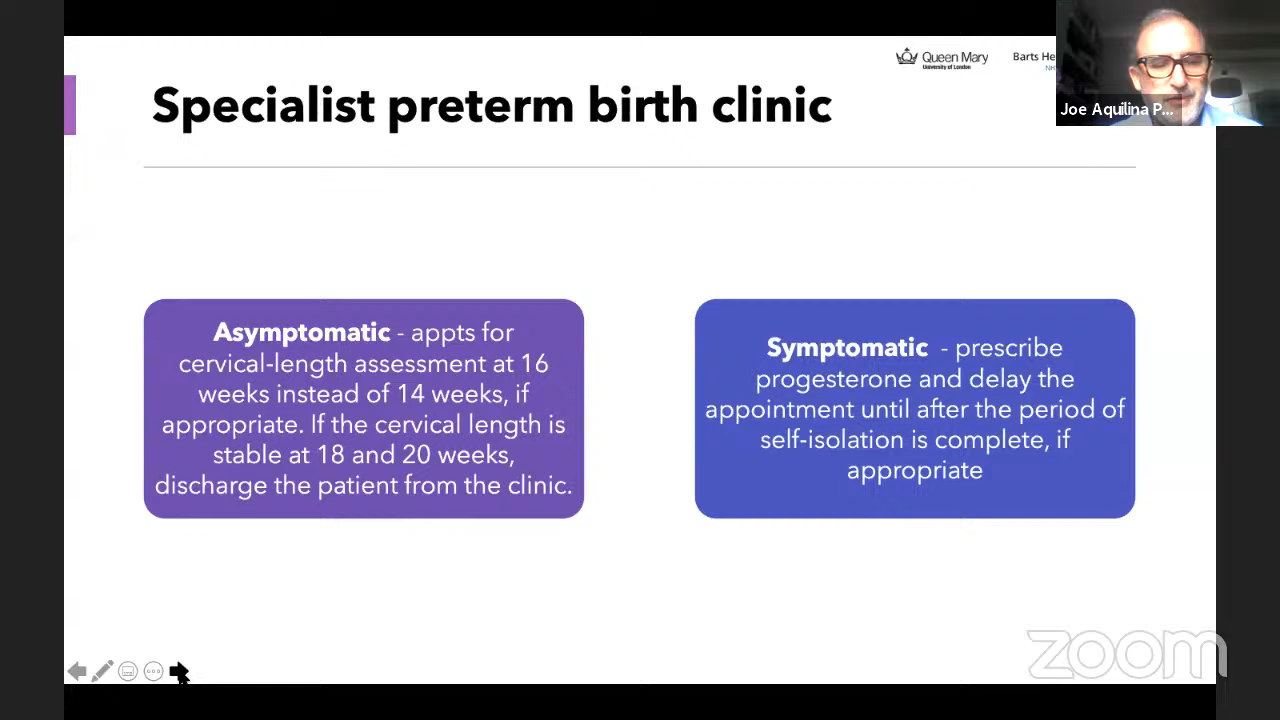 Queen Mary
University of London
Barts He
NH
Joe Aquilina P...
Specialist preterm birth clinic
Asymptomatic - appts for
cervical-length assessment at 16
weeks instead of 14 weeks, if
appropriate. If the cervical length is
stable at 18 and 20 weeks,
discharge the patient from the clinic.
Symptomatic - prescribe
progesterone and delay the
appointment until after the period of
self-isolation is complete, if
appropriate
zoom